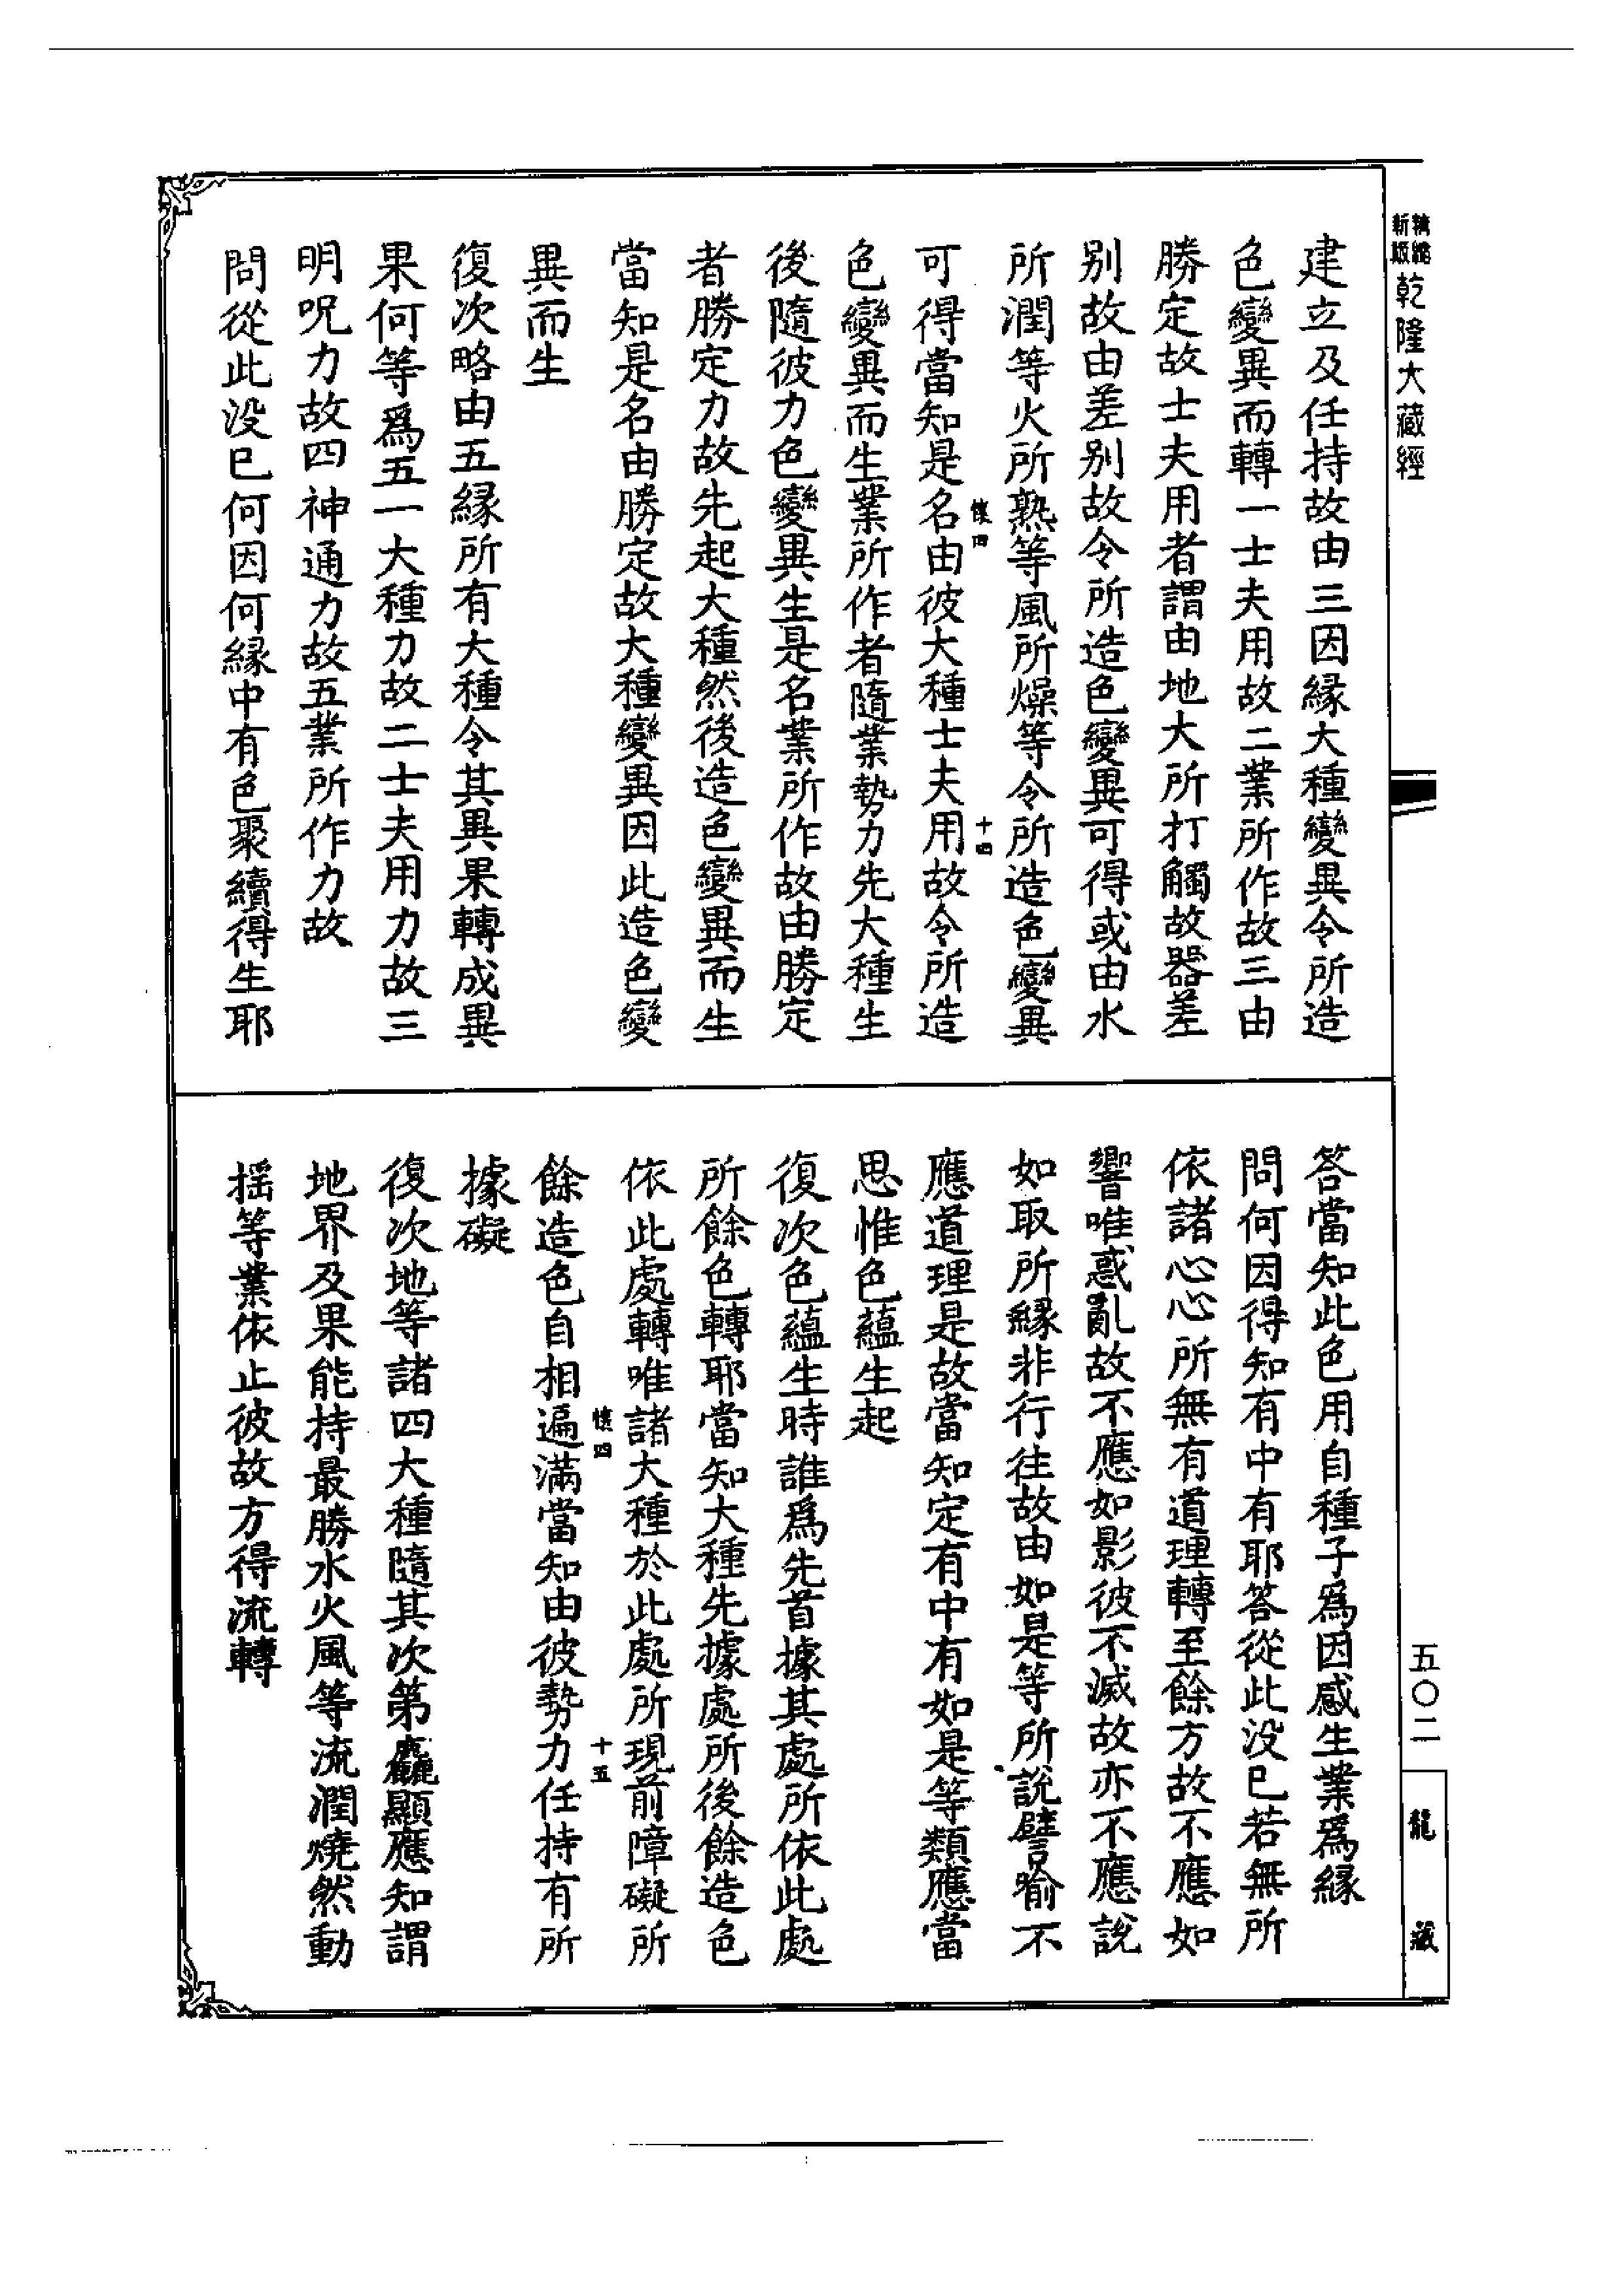 新版 精縮 乾隆大藏經
建立及任持故由三因緣大種變異令所造
色變異而轉一士夫用故二業所作故三由
勝定故士夫用者謂由地大所打觸故器差
别故由差别故令所造色變異可得或由水
所潤等火所熟等風所燥等令所造色變異
懷四 十四
可得當知是名由彼大種士夫用故令所造
色變異而生業所作者隨業勢力先大種生
後隨彼力色變異生是名業所作故由勝定
者勝定力故先起大種然後造色變異而生
當知是名由勝定故大種變異因此造色變
異而生
復次略由五緣所有大種令其異果轉成異
果何等爲五一大種力故二士夫用力故三
明呪力故四神通力故五業所作力故
問從此没已何因何緣中有色聚續得生耶
答當知此色用自種子爲因感生業爲緣
問何因得知有中有耶答從此没已若無所
依諸心心所無有道理轉至餘方故不應如
響唯惑亂故不應如影彼不滅故亦不應說
如取所緣非行往故由如是等所說譬喻不
應道理是故當知定有中有如是等類應當
思惟色蘊生起
復次色蘊生時誰爲先首據其處所依此處
所餘色轉耶當知大種先據處所後餘造色
依此處轉唯諸大種於此處所現前障礙所
懷四 十五
餘造色自相遍滿當知由彼勢力任持有所
據礙
復次地等諸四大種隨其次第麤顯應知謂
地界及果能持最勝水火風等流潤燒然動
摇等業依止彼故方得流轉
五〇二
龍藏